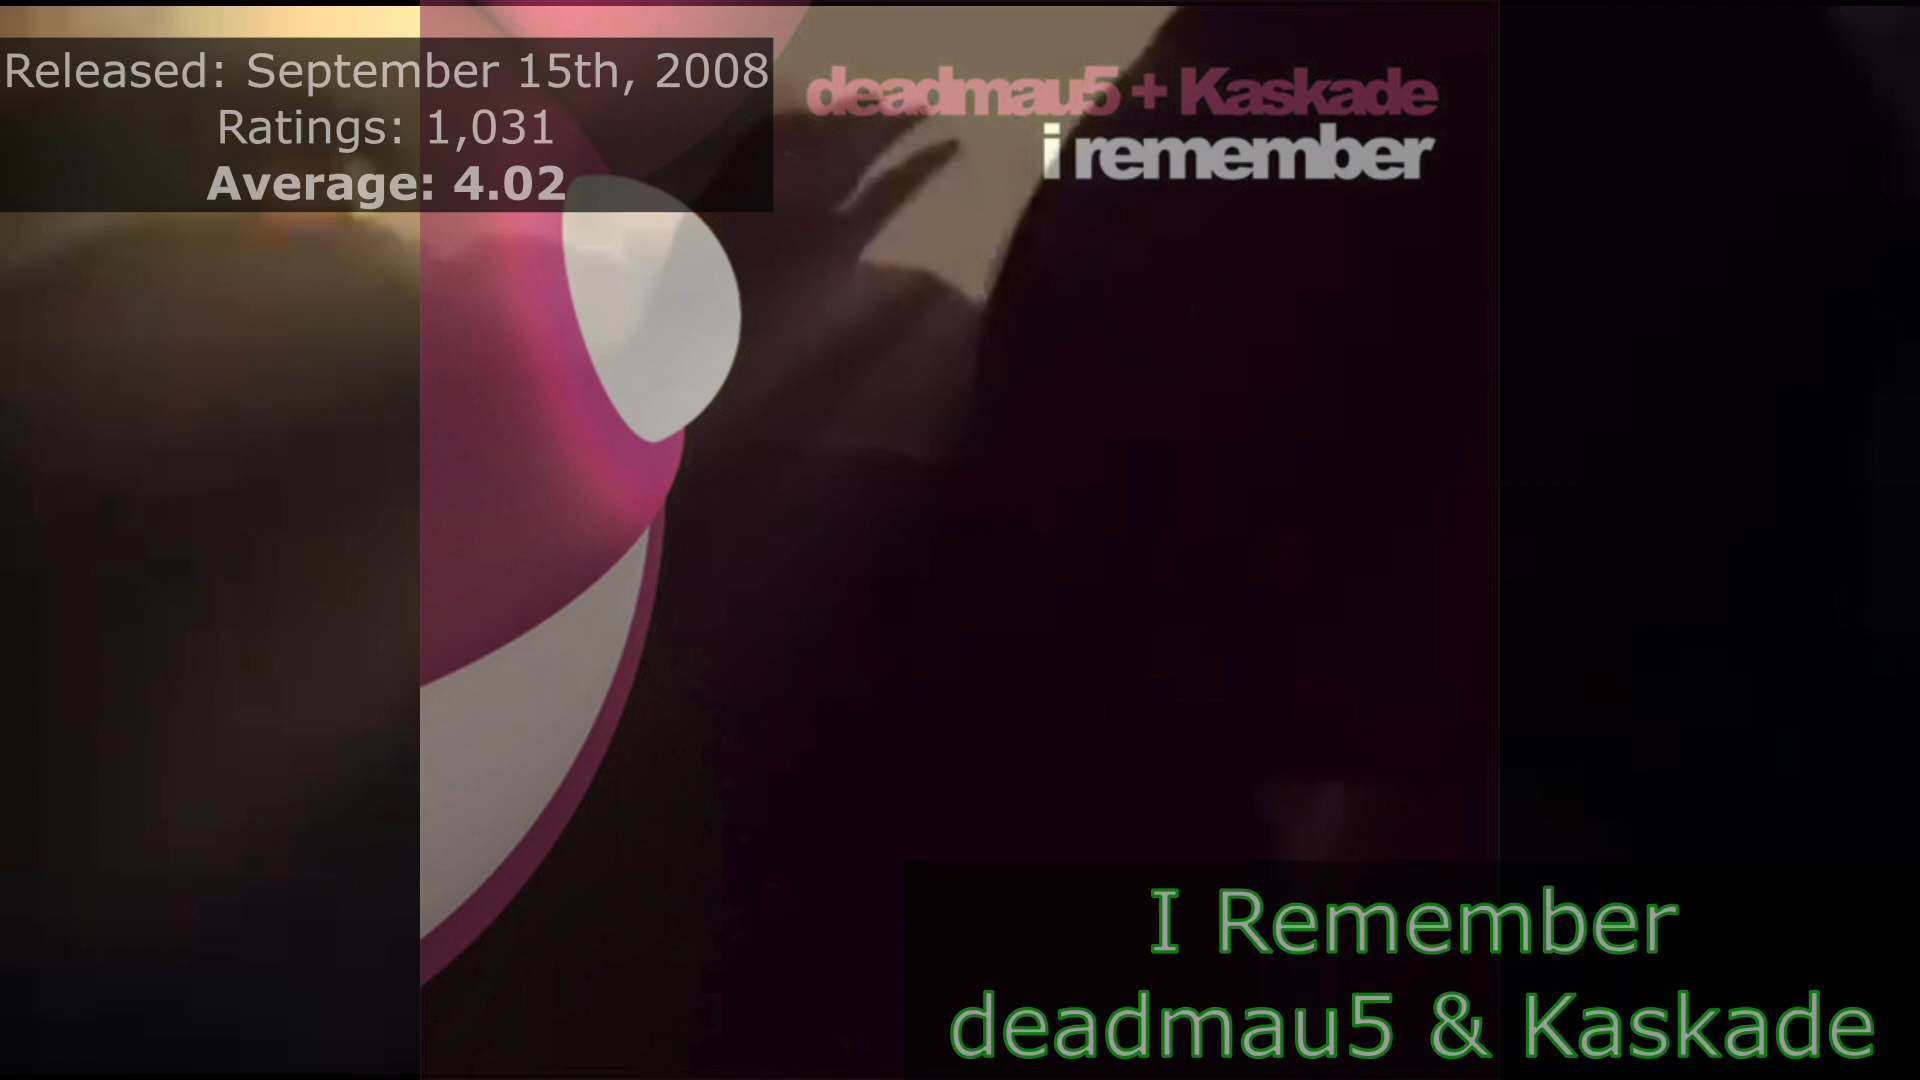 Released: September 15th, 2008
Ratings: 1,031
Average: 4.02
deadmau5 + Kaskade
i remember
I Remember
deadmau5 & Kaskade